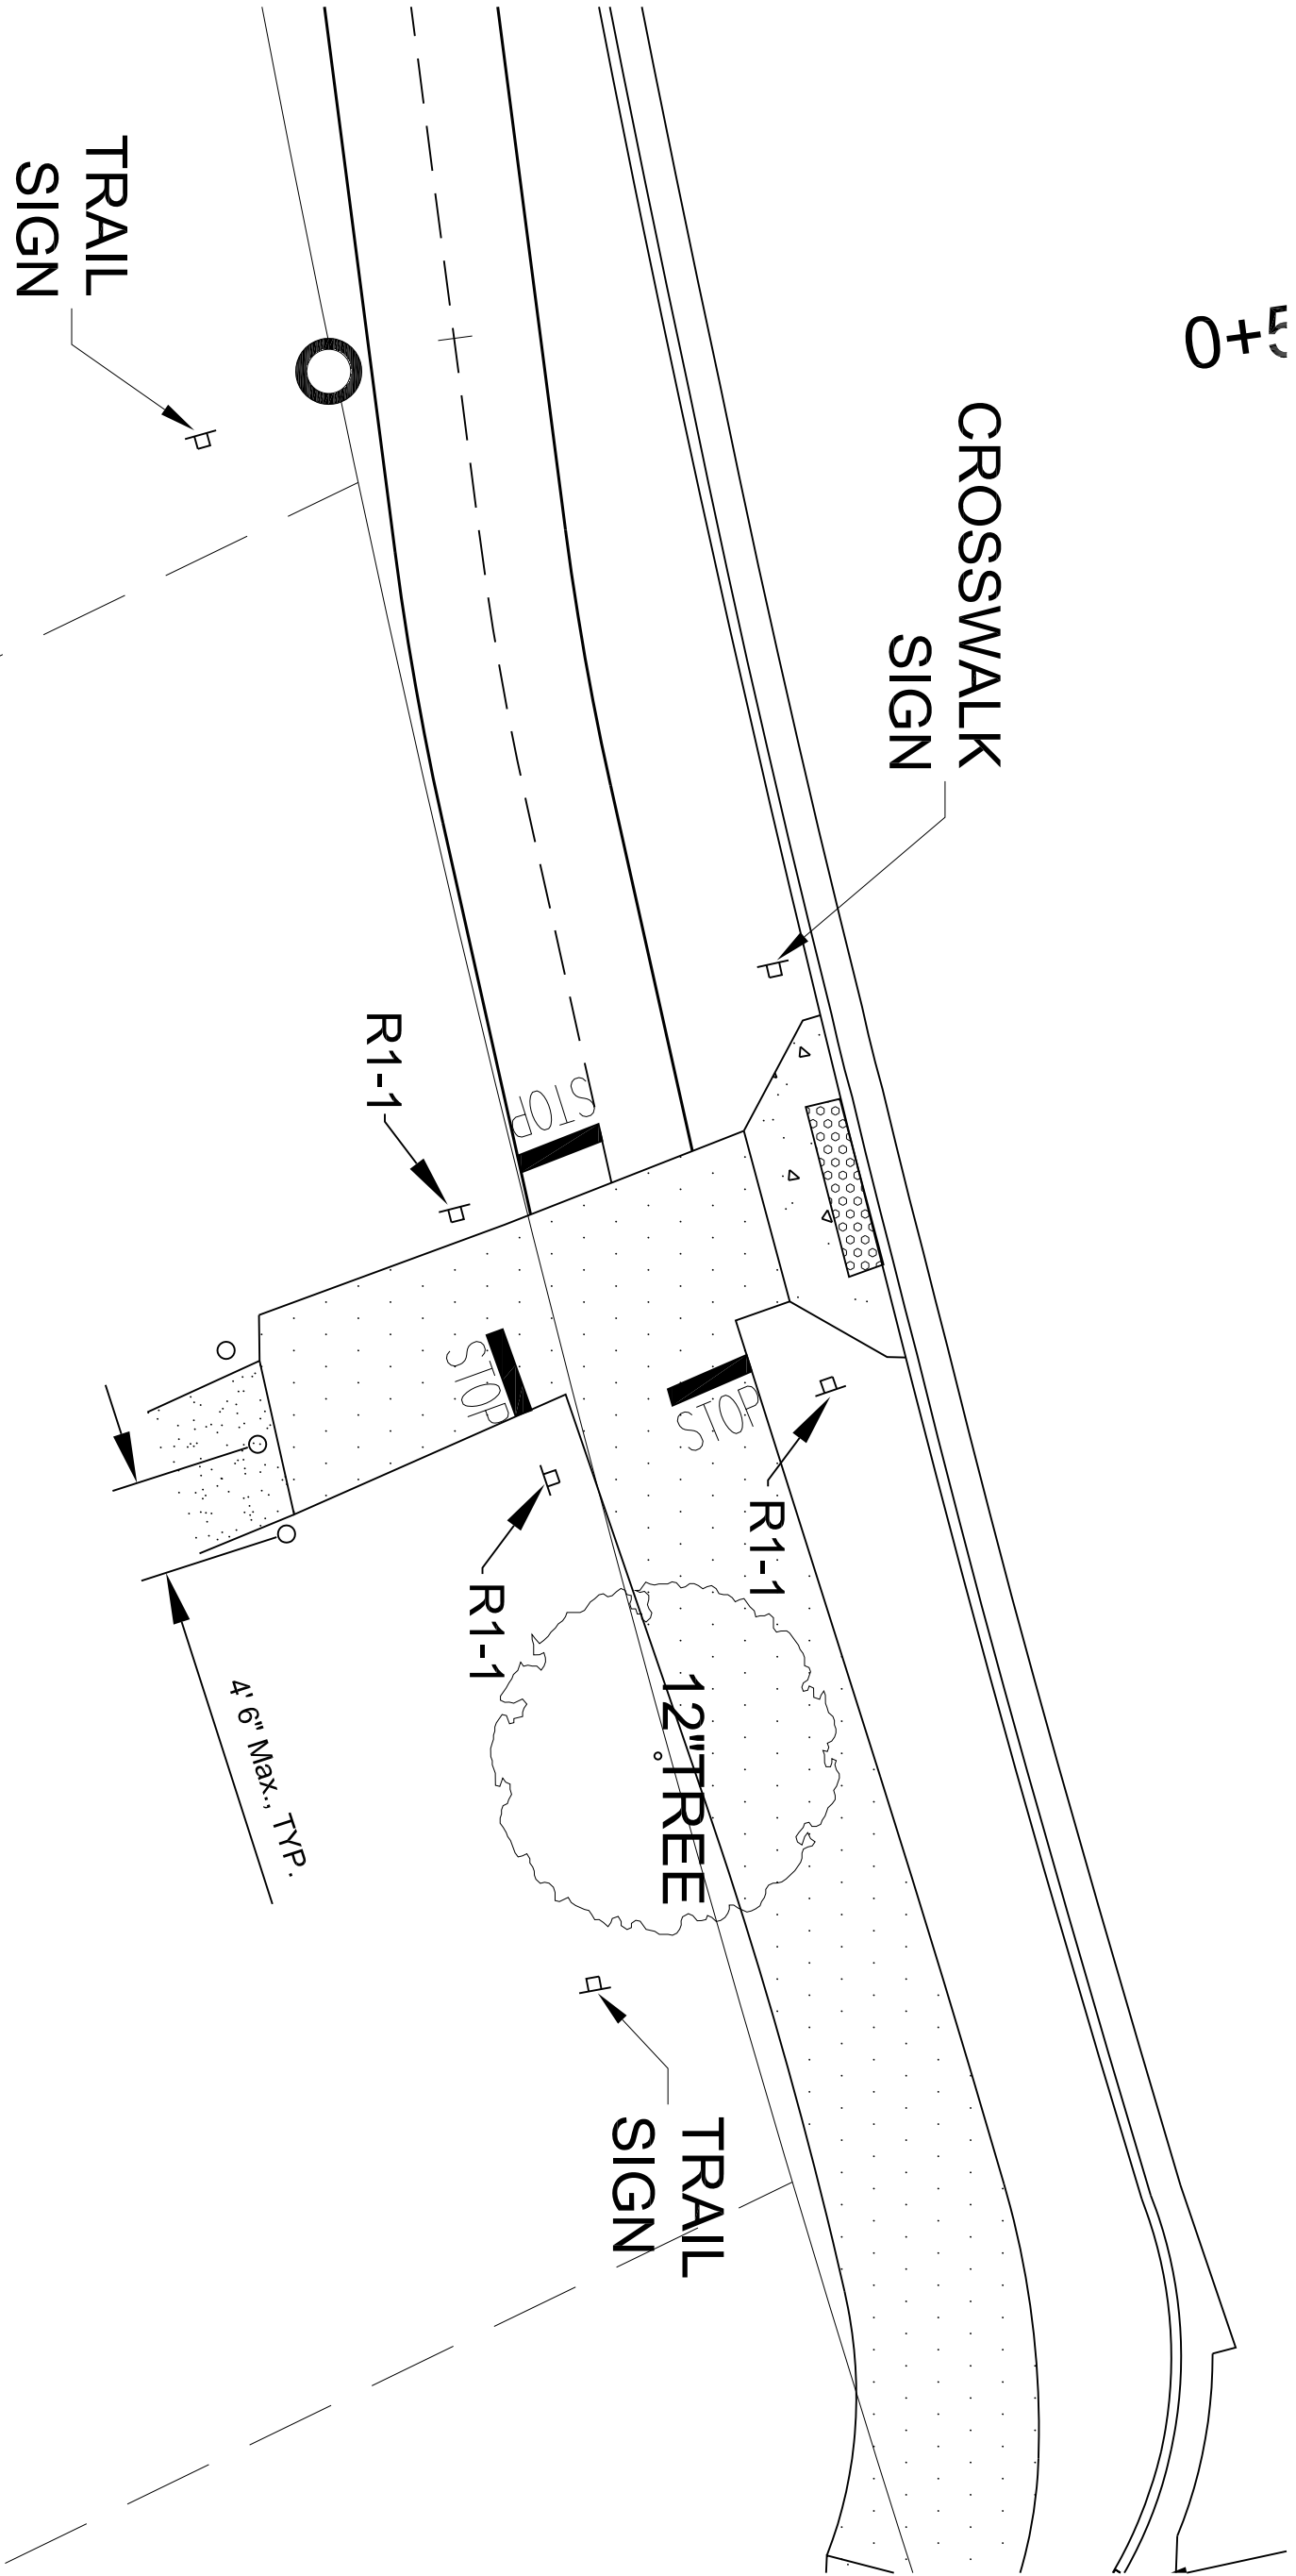 0+5
TRAIL
SIGN
CROSSWALK
SIGN
R1-1
STOP
STOP
STOP
R1-1
R1-1
12"TREE
4' 6" Max., TYP.
TRAIL
SIGN